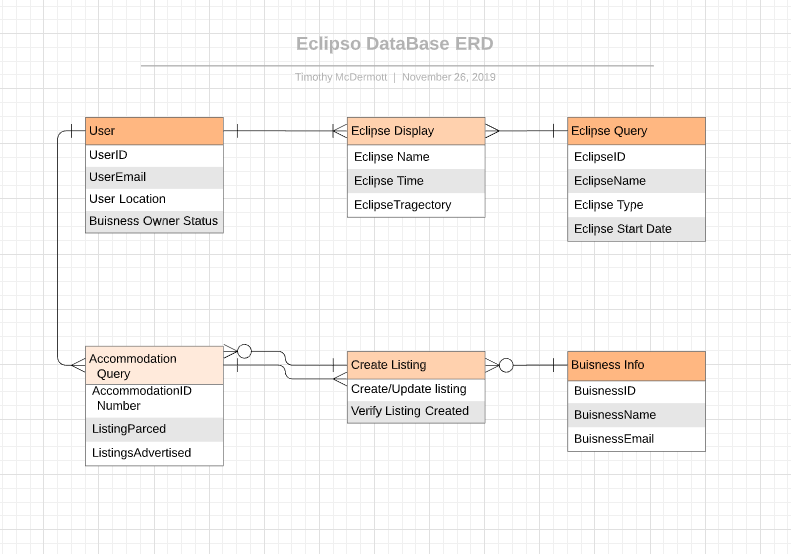 Eclipso DataBase ERD
Timothy McDermott | November 26, 2019
User
UserID
UserEmail
User Location
Buisness Owner Status
Eclipse Display
Eclipse Name
Eclipse Time
EclipseTragectory
Eclipse Query
EclipseID
EclipseName
Eclipse Type
Eclipse Start Date
Accommodation
Query
AccommodationID
Number
ListingParced
ListingsAdvertised
Create Listing
Create/Update listing
Verify Listing Created
Buisness Info
BuisnessID
BuisnessName
BuisnessEmail